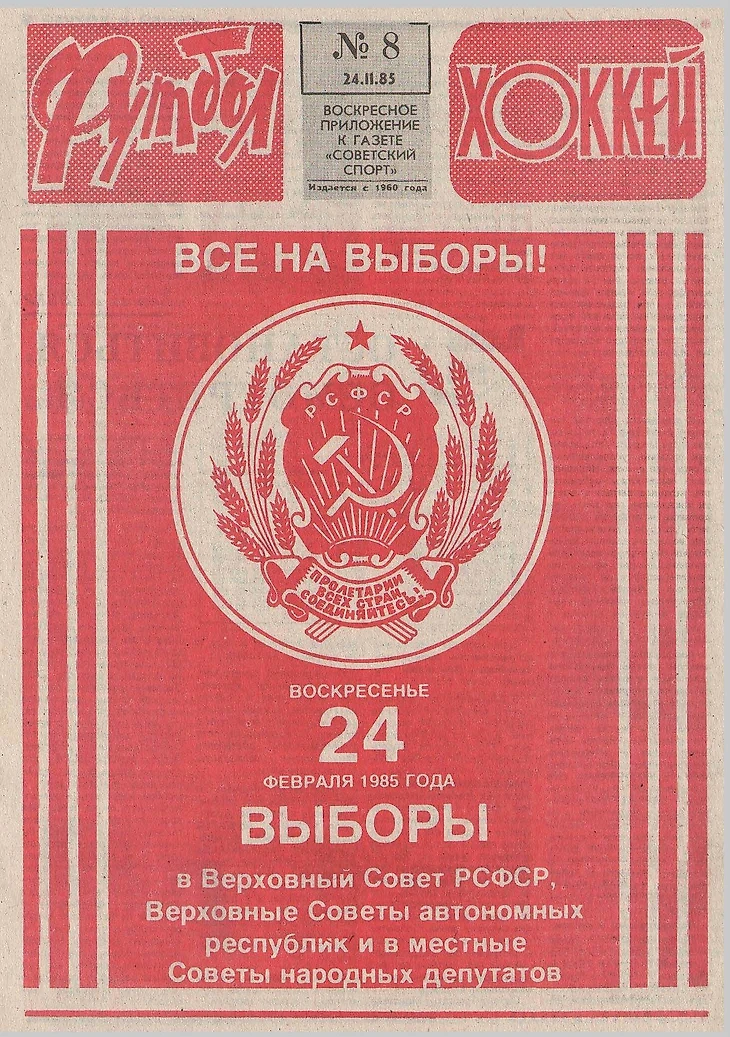 Футбол
№ 8
24.II.85
ВОСКРЕСНОЕ
ПРИЛОЖЕНИЕ
К ГАЗЕТЕ
«СОВЕТСКИЙ
СПОРТ»
Издается с 1960 года
ХОККЕЙ
ВСЕ НА ВЫБОРЫ!
РСФСР
ПРОЛЕТАРИИ
ВСЕХ СТРАН,
СОЕДИНЯЙТЕСЬ!
ВОСКРЕСЕНЬЕ
24
ФЕВРАЛЯ 1985 ГОДА
ВЫБОРЫ
в Верховный Совет РСФСР,
Верховные Советы автономных
республик и в местные
Советы народных депутатов